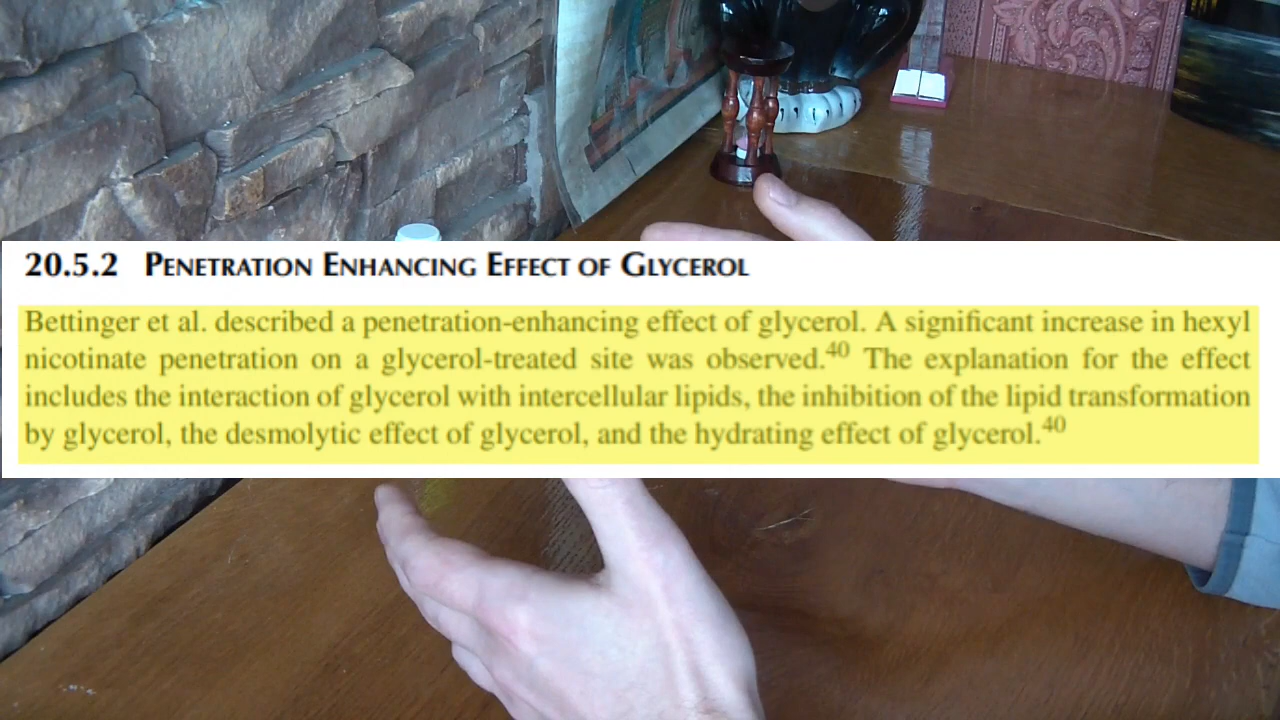 20.5.2 Penetration Enhancing Effect of Glycerol
Bettinger et al. described a penetration-enhancing effect of glycerol. A significant increase in hexyl
nicotinate penetration on a glycerol-treated site was observed.40 The explanation for the effect
includes the interaction of glycerol with intercellular lipids, the inhibition of the lipid transformation
by glycerol, the desmolytic effect of glycerol, and the hydrating effect of glycerol.40